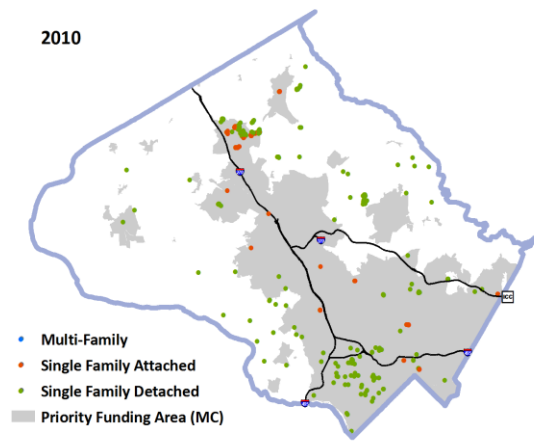 2010
ICC
Multi-Family
Single Family Attached
Single Family Detached
Priority Funding Area (MC)